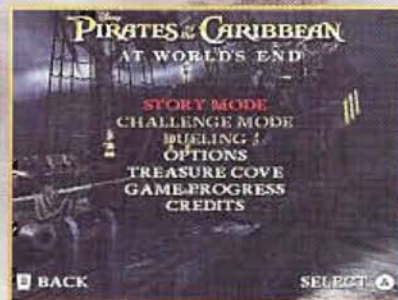 Disney
PIRATES of the CARIBBEAN
AT WORLD'S END
STORY MODE
CHALLENGE MODE
DUELING
OPTIONS
TREASURE COVE
GAME PROGRESS
CREDITS
BACK
SELECT